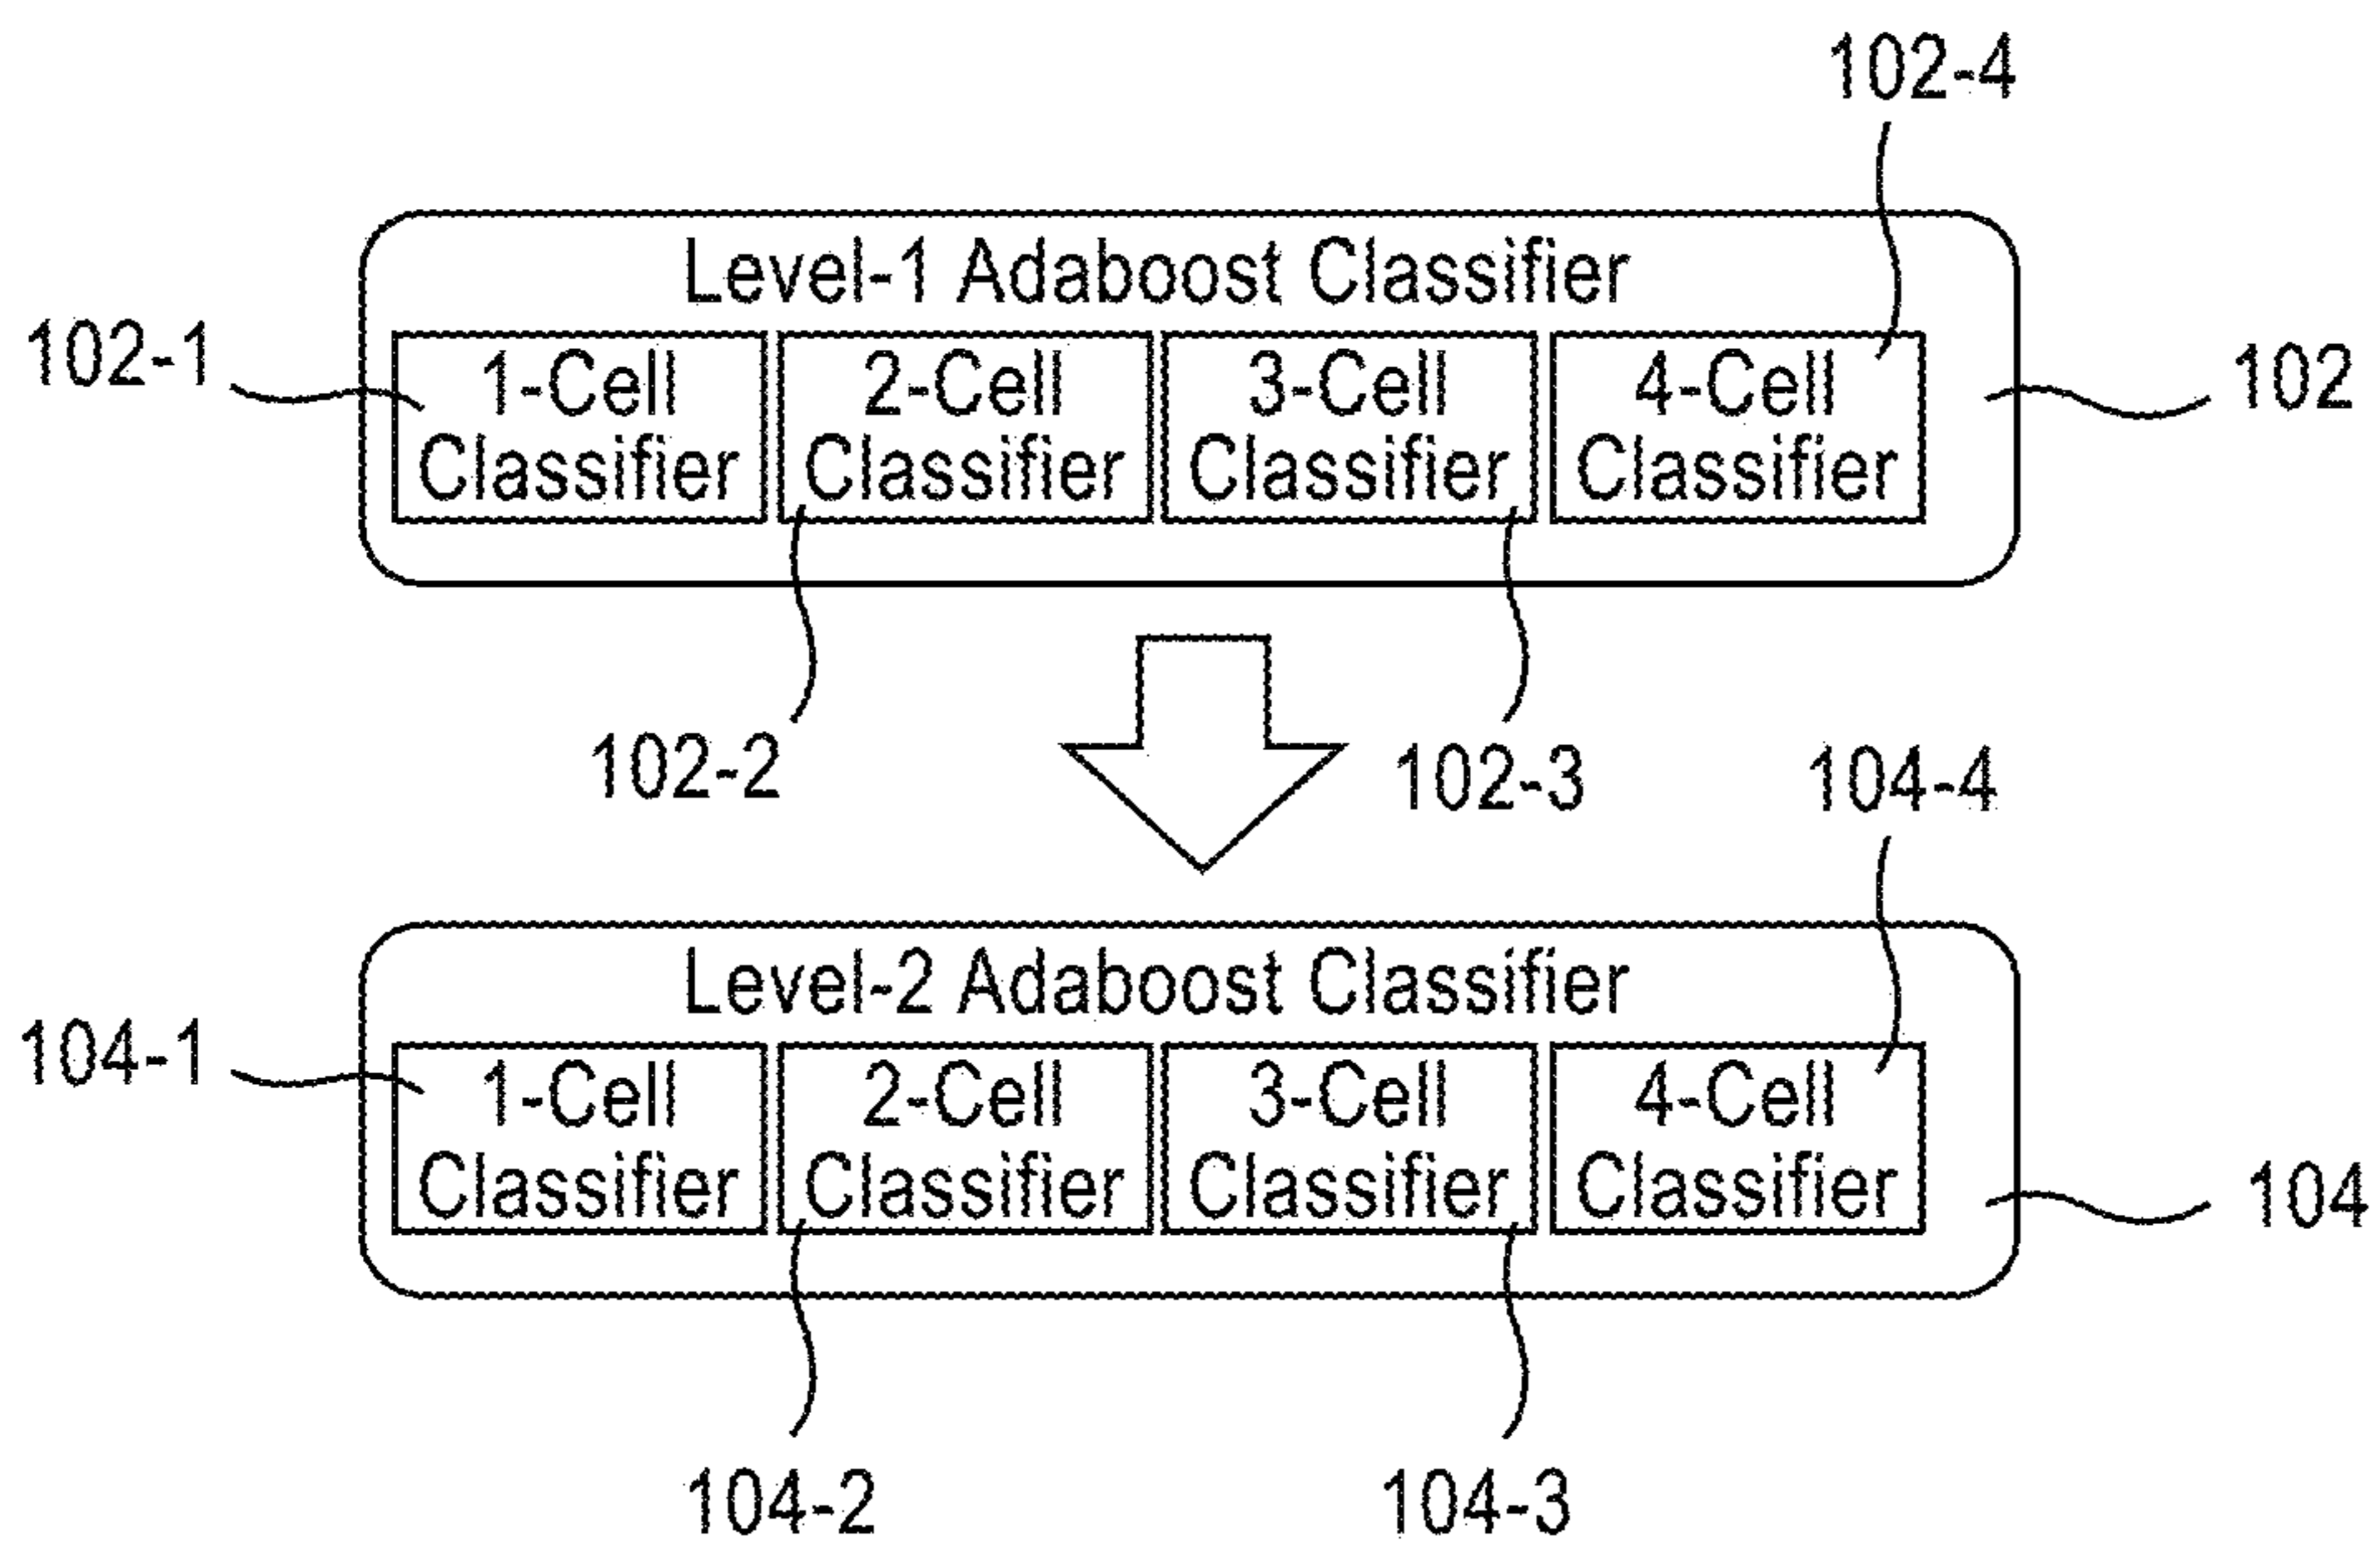 102-4
Level-1 Adaboost Classifier
102-1
1-Cell Classifier
2-Cell Classifier
3-Cell Classifier
4-Cell Classifier
102
102-2
102-3
104-4
Level-2 Adaboost Classifier
104-1
1-Cell Classifier
2-Cell Classifier
3-Cell Classifier
4-Cell Classifier
104
104-2
104-3